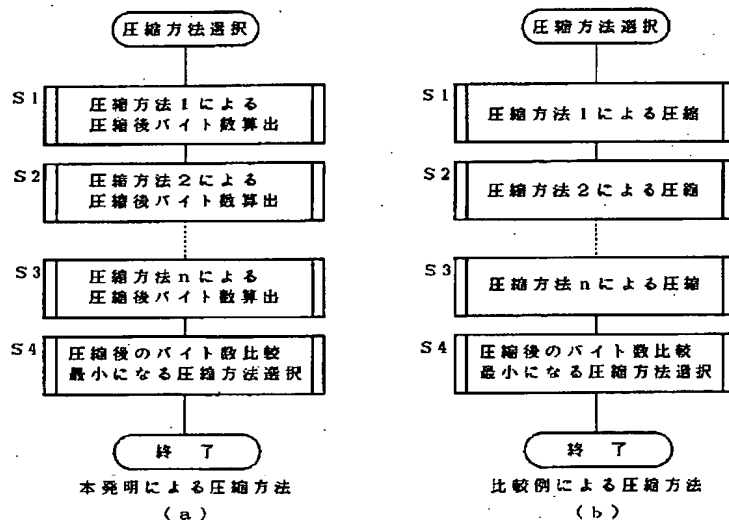 圧縮方法選択
S1
圧縮方法1による
圧縮後バイト数算出
S2
圧縮方法2による
圧縮後バイト数算出
S3
圧縮方法nによる
圧縮後バイト数算出
S4
圧縮後のバイト数比較
最小になる圧縮方法選択
終了
本発明による圧縮方法
(a)
圧縮方法選択
S1
圧縮方法1による圧縮
S2
圧縮方法2による圧縮
S3
圧縮方法nによる圧縮
S4
圧縮後のバイト数比較
最小になる圧縮方法選択
終了
比較例による圧縮方法
(b)